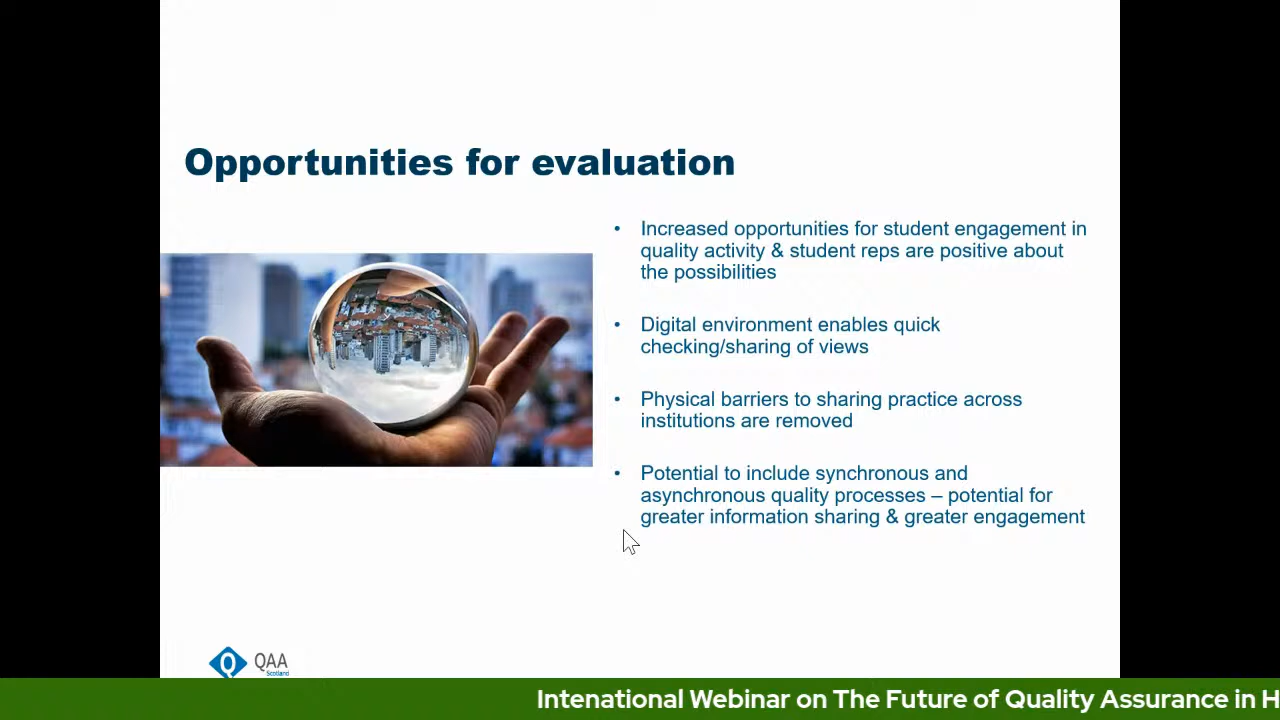 Opportunities for evaluation
• Increased opportunities for student engagement in
quality activity & student reps are positive about
the possibilities
• Digital environment enables quick
checking/sharing of views
• Physical barriers to sharing practice across
institutions are removed
• Potential to include synchronous and
asynchronous quality processes – potential for
greater information sharing & greater engagement
QAA
Scotland
Intenational Webinar on The Future of Quality Assurance in H